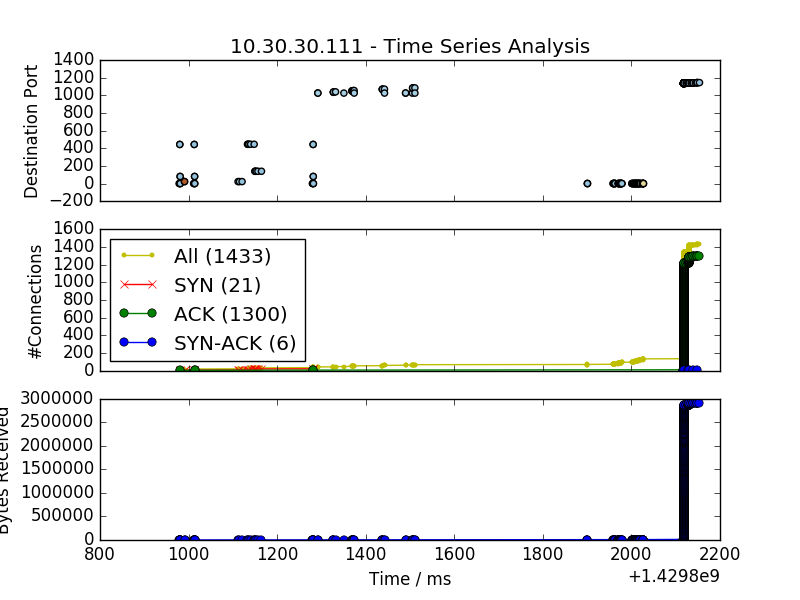 10.30.30.111 - Time Series Analysis
1400
1200
1000
800
600
400
200
0
−200
Destination Port
1600
1400
1200
1000
800
600
400
200
0
#Connections
All (1433)
SYN (21)
ACK (1300)
SYN-ACK (6)
3000000
2500000
2000000
1500000
1000000
500000
0
Bytes Received
800 1000 1200 1400 1600 1800 2000 2200
Time / ms
+1.4298e9